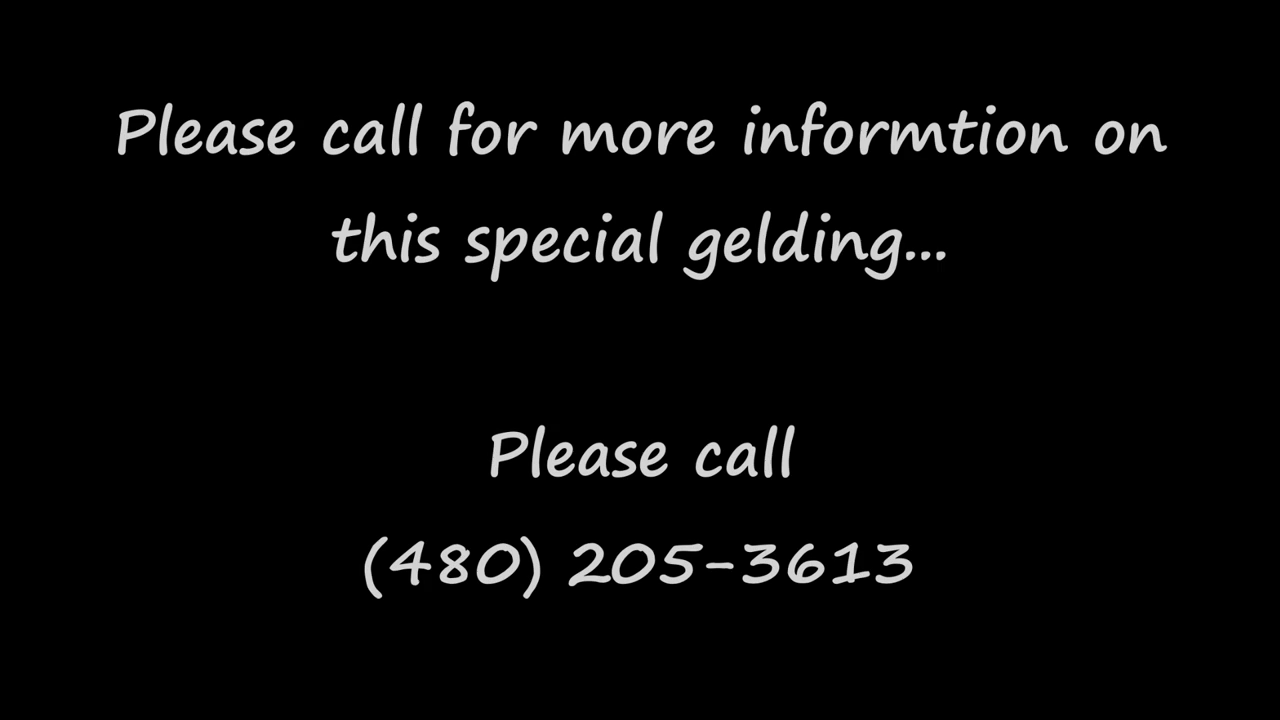 Please call for more informtion on
this special gelding...
Please call
(480) 205-3613